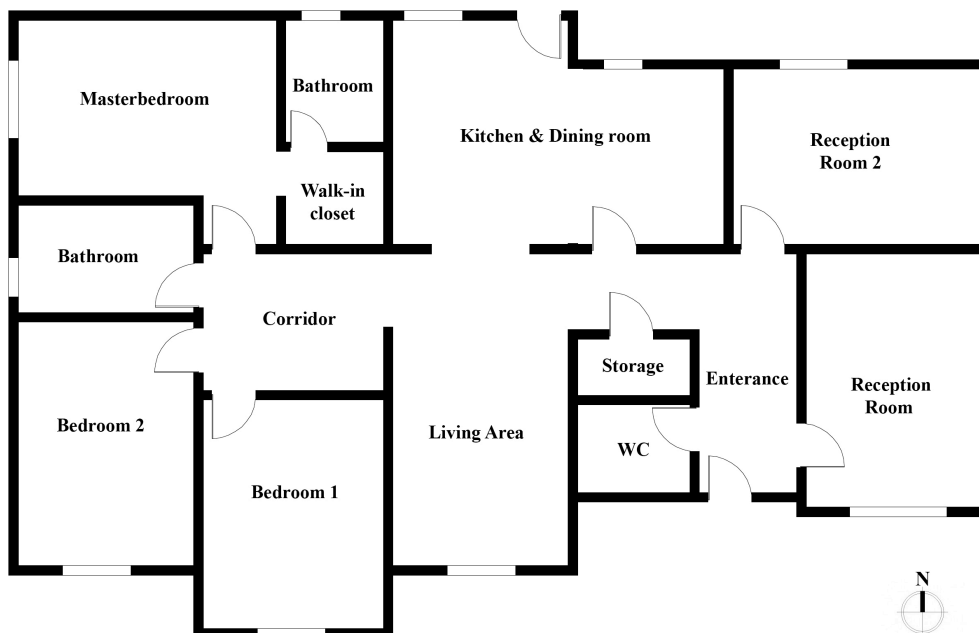 Bathroom
Masterbedroom
Kitchen & Dining room
Reception
Room 2
Walk-in
closet
Bathroom
Corridor
Storage
Enterance
Reception
Room
Bedroom 2
Living Area
WC
Bedroom 1
N